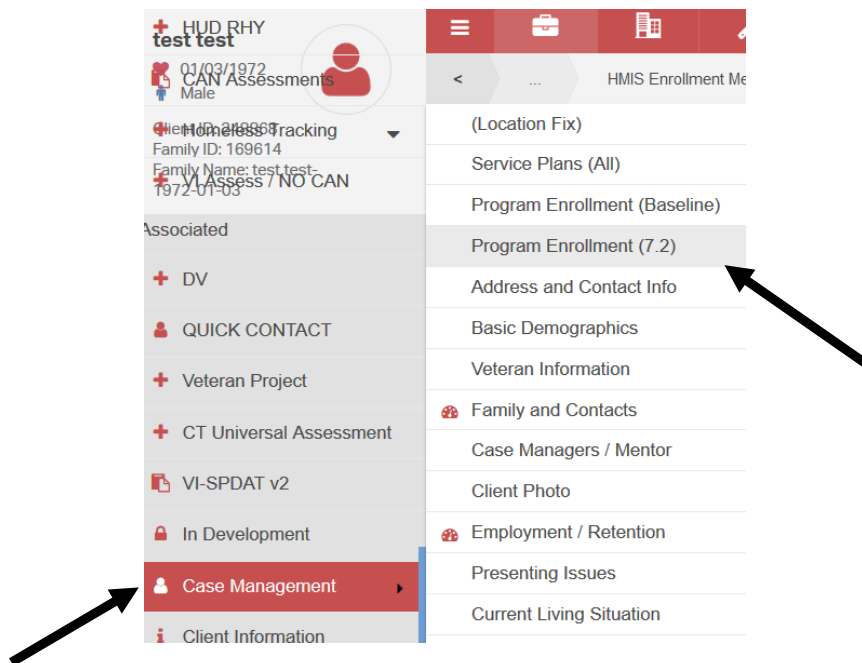 HUD RHY
test test
01/03/1972
CAN Assessments
Male
Client ID: 249868
Homeless Tracking
Family ID: 169614
Family Name: test test-
1972-01-03
VI Assess / NO CAN
Associated
DV
QUICK CONTACT
Veteran Project
CT Universal Assessment
VI-SPDAT v2
In Development
Case Management
Client Information
<
...
HMIS Enrollment Me
(Location Fix)
Service Plans (All)
Program Enrollment (Baseline)
Program Enrollment (7.2)
Address and Contact Info
Basic Demographics
Veteran Information
Family and Contacts
Case Managers / Mentor
Client Photo
Employment / Retention
Presenting Issues
Current Living Situation